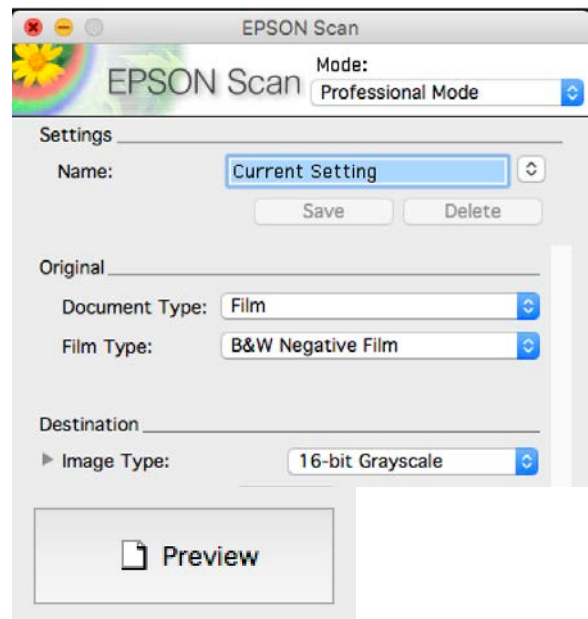 EPSON Scan
EPSON Scan
Mode:
Professional Mode
Settings
Name:
Current Setting
Save Delete
Original
Document Type: Film
Film Type: B&W Negative Film
Destination
Image Type: 16-bit Grayscale
Preview